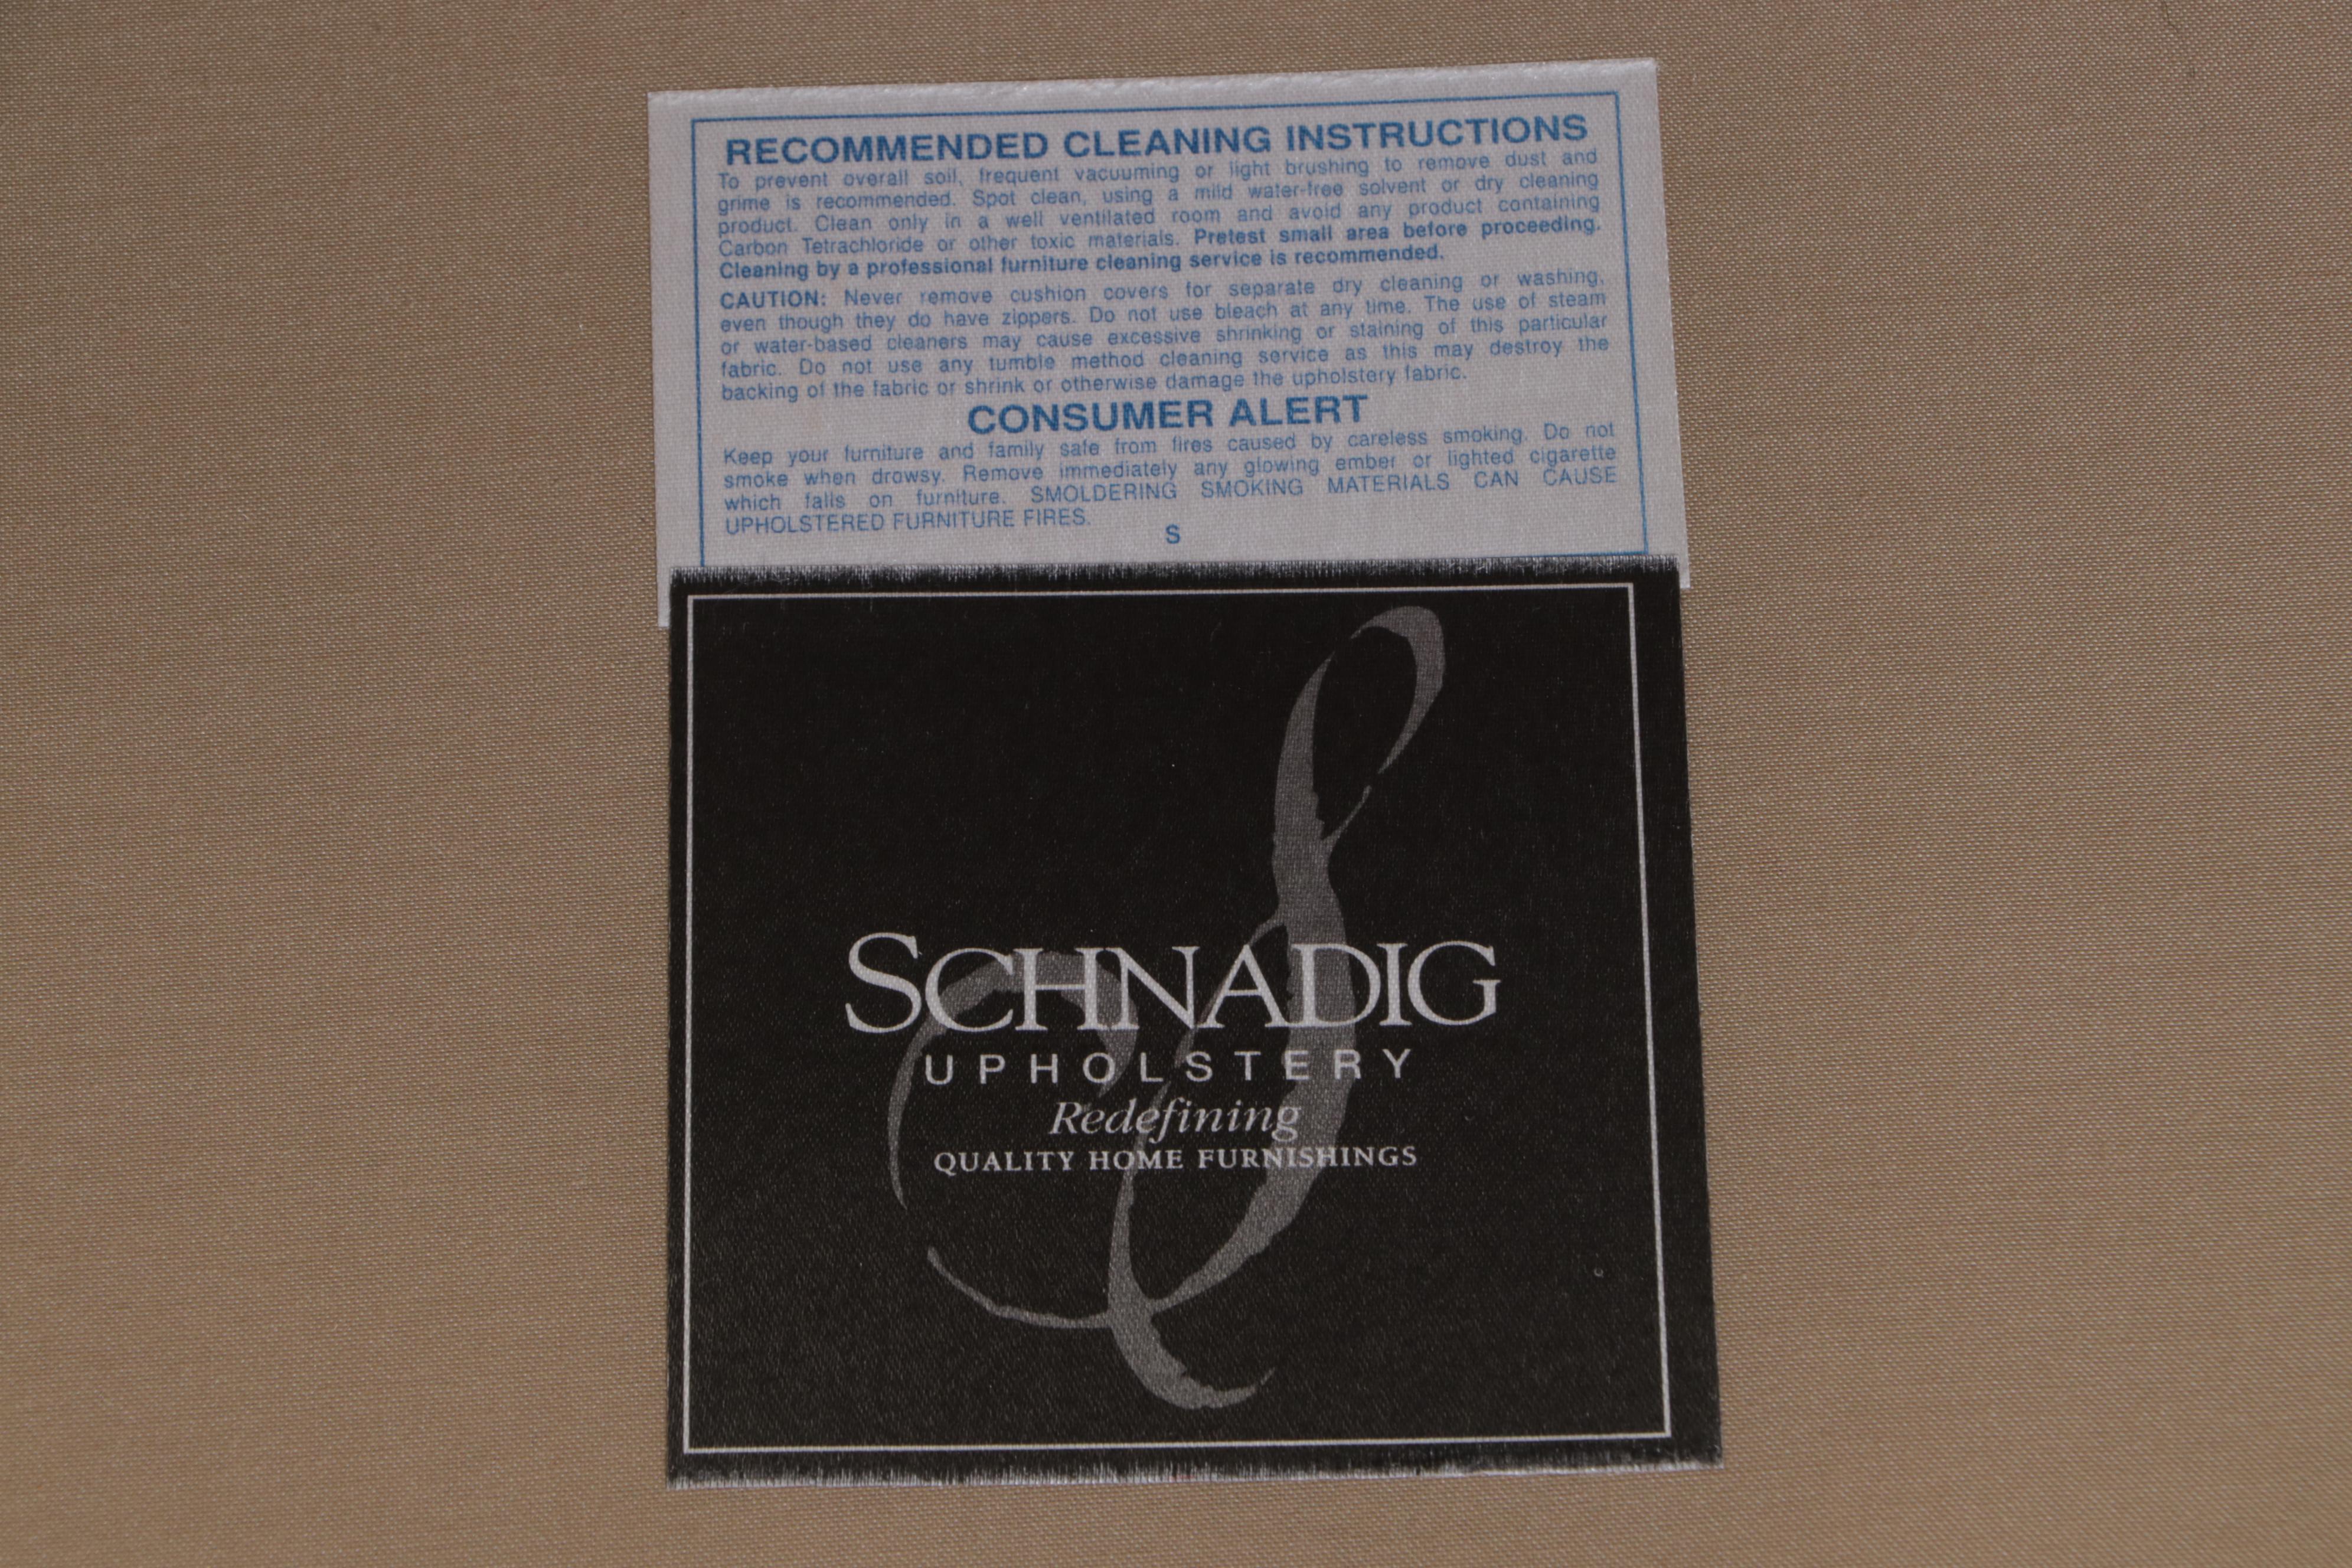 RECOMMENDED CLEANING INSTRUCTIONS
To prevent overall soil, frequent vacuuming or light brushing to remove dust and
grime is recommended. Spot clean, using a mild water-free solvent or dry cleaning
product. Clean only in a well ventilated room and avoid any product containing
Carbon Tetrachloride or other toxic materials. Pretest small area before proceeding.
Cleaning by a professional furniture cleaning service is recommended.
CAUTION: Never remove cushion covers for separate dry cleaning or washing,
even though they do have zippers. Do not use bleach at any time. The use of steam
or water-based cleaners may cause excessive shrinking or staining of this particular
fabric. Do not use any tumble method cleaning service as this may destroy the
backing of the fabric or shrink or otherwise damage the upholstery fabric.
CONSUMER ALERT
Keep your furniture and family safe from fires caused by careless smoking. Do not
smoke when drowsy. Remove immediately any glowing ember or lighted cigarette
which falls on furniture. SMOLDERING SMOKING MATERIALS CAN CAUSE
UPHOLSTERED FURNITURE FIRES.
S
SCHNADIG
UPHOLSTERY
Redefining
QUALITY HOME FURNISHINGS